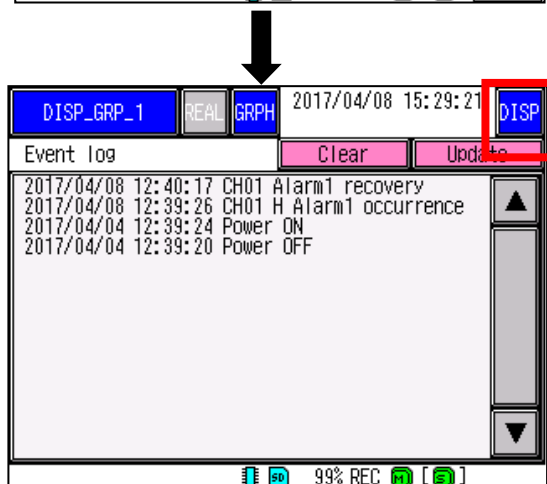 DISP_GRP_1 REAL GRPH 2017/04/08 15:29:21 DISP
Event log Clear Update
2017/04/08 12:40:17 CH01 Alarm1 recovery
2017/04/08 12:39:26 CH01 H Alarm1 occurrence
2017/04/04 12:39:24 Power ON
2017/04/04 12:39:20 Power OFF
SD 99% REC [M] [S]